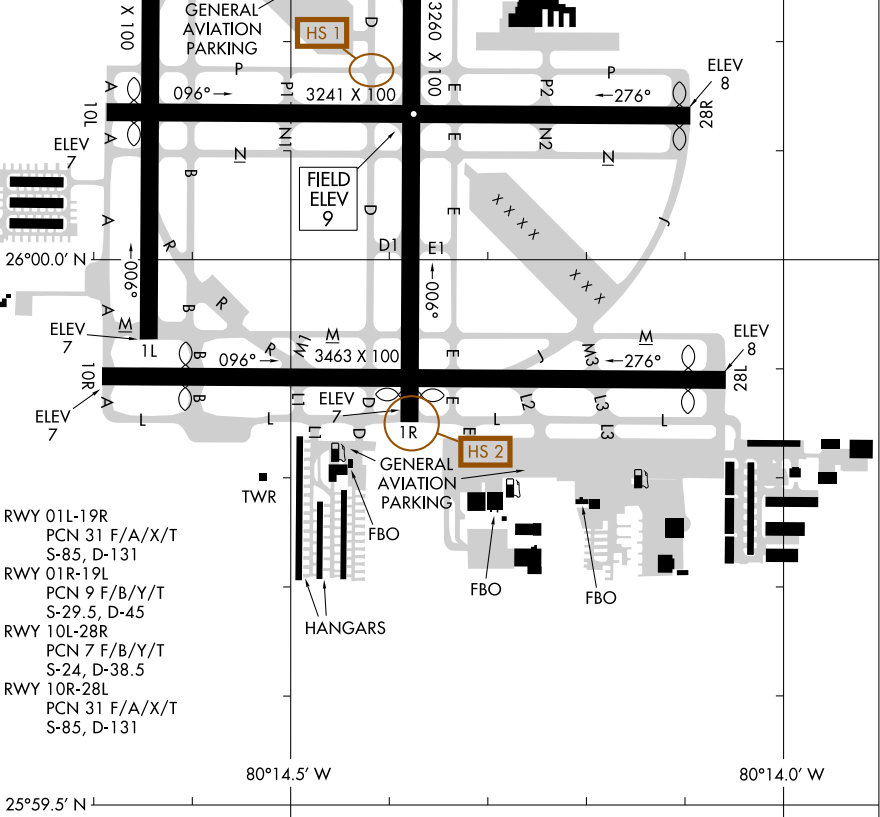 X 100
GENERAL
AVIATION
PARKING
HS 1
D
3260 X 100
P
P
ELEV
8
A
096°
P1
3241 X 100
E
P2
276°
10L
28R
A
N1
E
N2
ELEV
7
N
N
B
FIELD
ELEV
9
X X X X
A
D
E
J
R
D1
E1
26°00.0' N
006°
006°
X X X
A
B
R
M
M
M
ELEV
7
ELEV
8
1L
B
096°
R
M1
3463 X 100
E
J
M3
276°
10R
28L
A
B
L1
ELEV
7
D
E
L2
L3
ELEV
7
L
L
L
L
L1
D
1R
E
L3
HS 2
GENERAL
AVIATION
PARKING
TWR
FBO
FBO
FBO
HANGARS
RWY 01L-19R
PCN 31 F/A/X/T
S-85, D-131
RWY 01R-19L
PCN 9 F/B/Y/T
S-29.5, D-45
RWY 10L-28R
PCN 7 F/B/Y/T
S-24, D-38.5
RWY 10R-28L
PCN 31 F/A/X/T
S-85, D-131
80°14.5' W
80°14.0' W
25°59.5' N